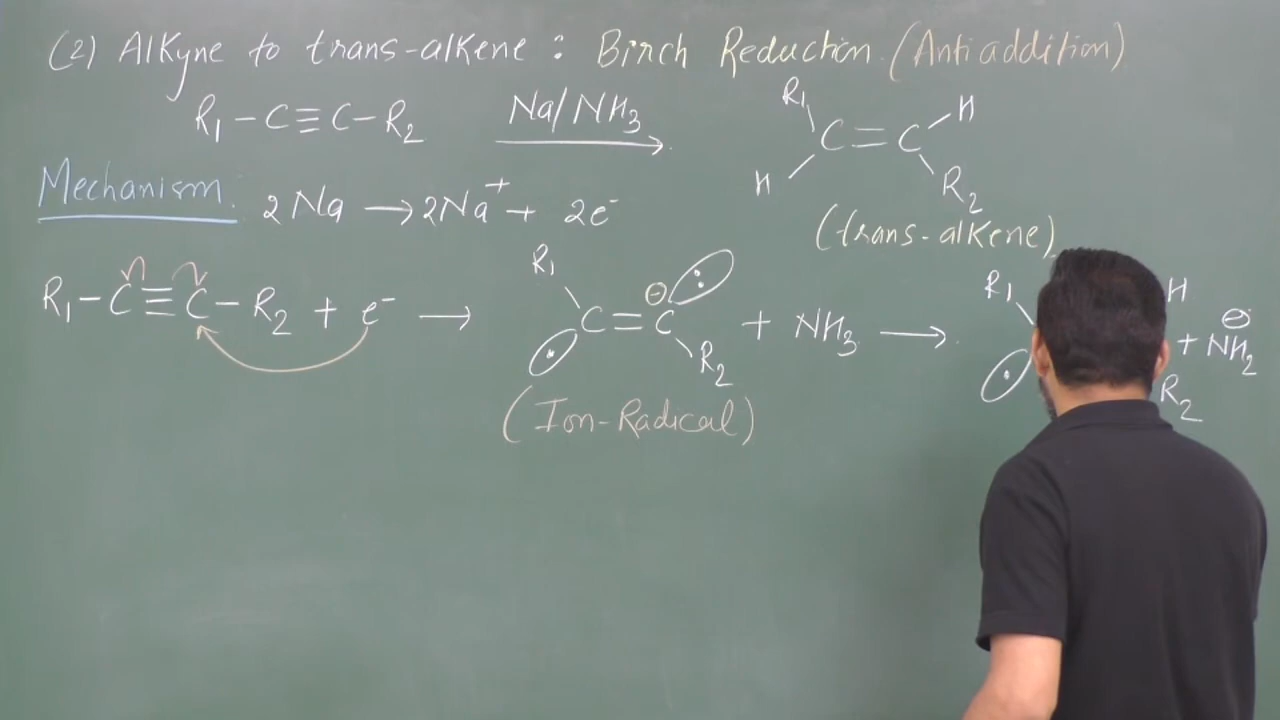 (2) Alkyne to trans-alkene : Birch Reduction. (Anti addition)
R₁ – C ≡ C – R₂ Na/NH₃ → R₁ H C = C H R₂
Mechanism: 2Na → 2Na⁺ + 2e⁻
(trans-alkene)
R₁ – C ≡ C – R₂ + e⁻ → R₁ C = C ⊖ R₂ + NH₃ → R₁ H R₂ + NH₂ ⊖
(Ion-Radical)